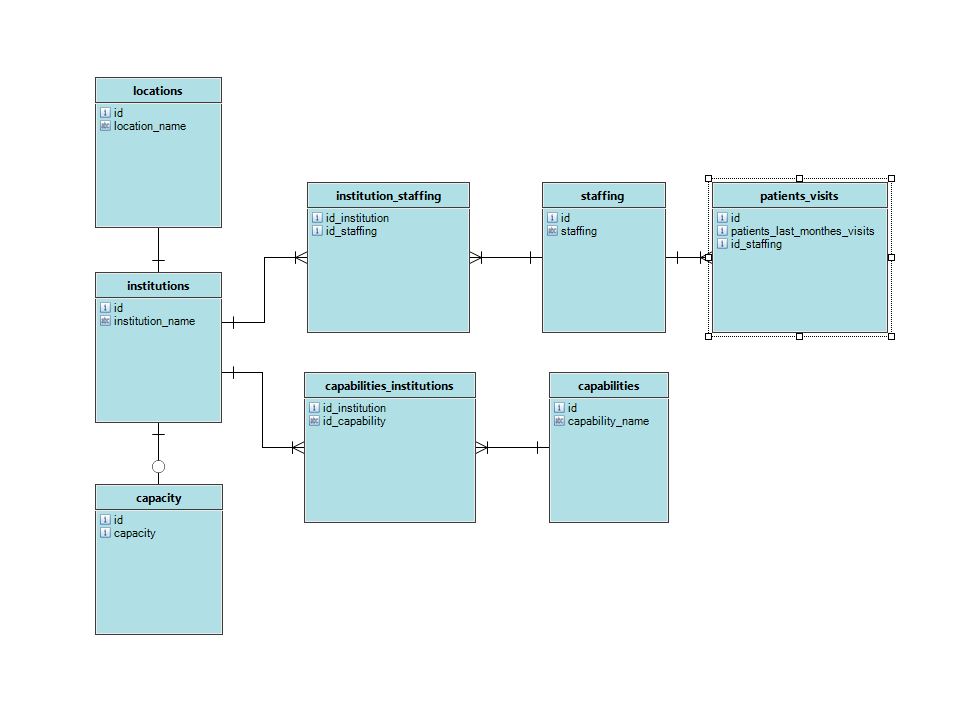 locations
id
location_name
institution_staffing
id_institution
id_staffing
staffing
id
staffing
patients_visits
id
patients_last_monthes_visits
id_staffing
institutions
id
institution_name
capabilities_institutions
id_institution
id_capability
capabilities
id
capability_name
capacity
id
capacity